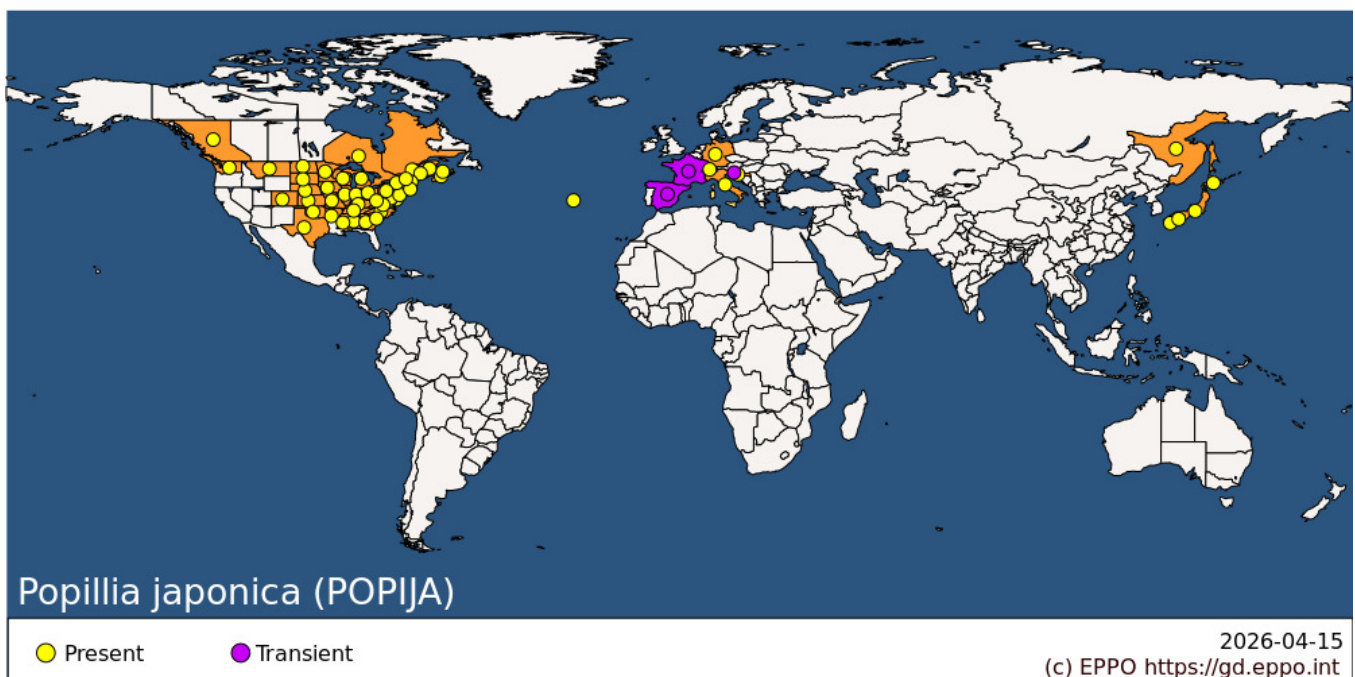 Popillia japonica (POPIJA)
Present
Transient
2026-04-15
(c) EPPO https://gd.eppo.int